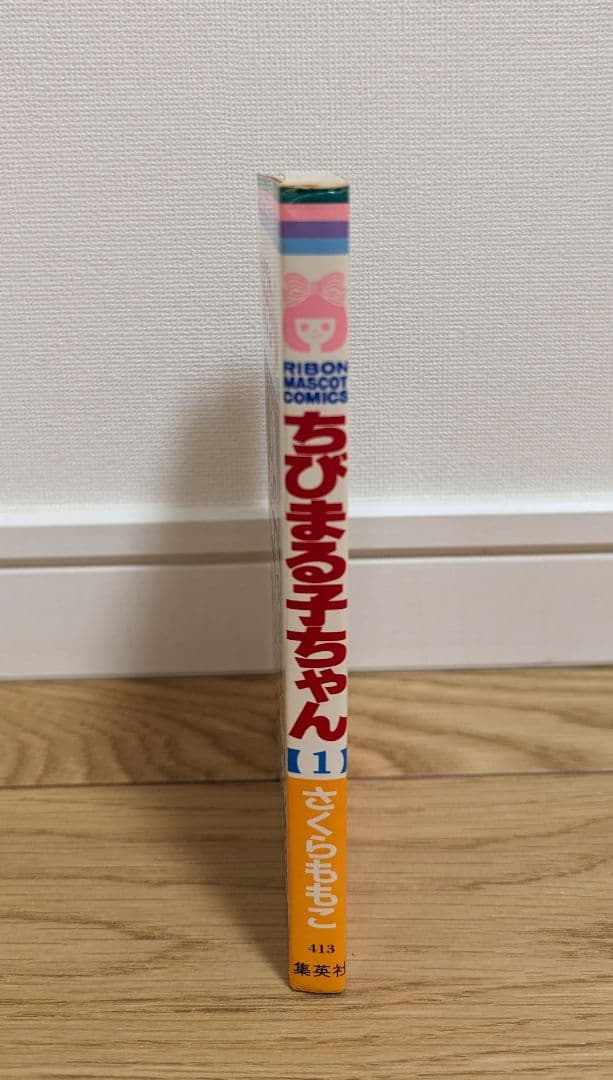 RIBON
MASCOT
COMICS
ちびまる子ちゃん
【1】
さくらももこ
413
集英社